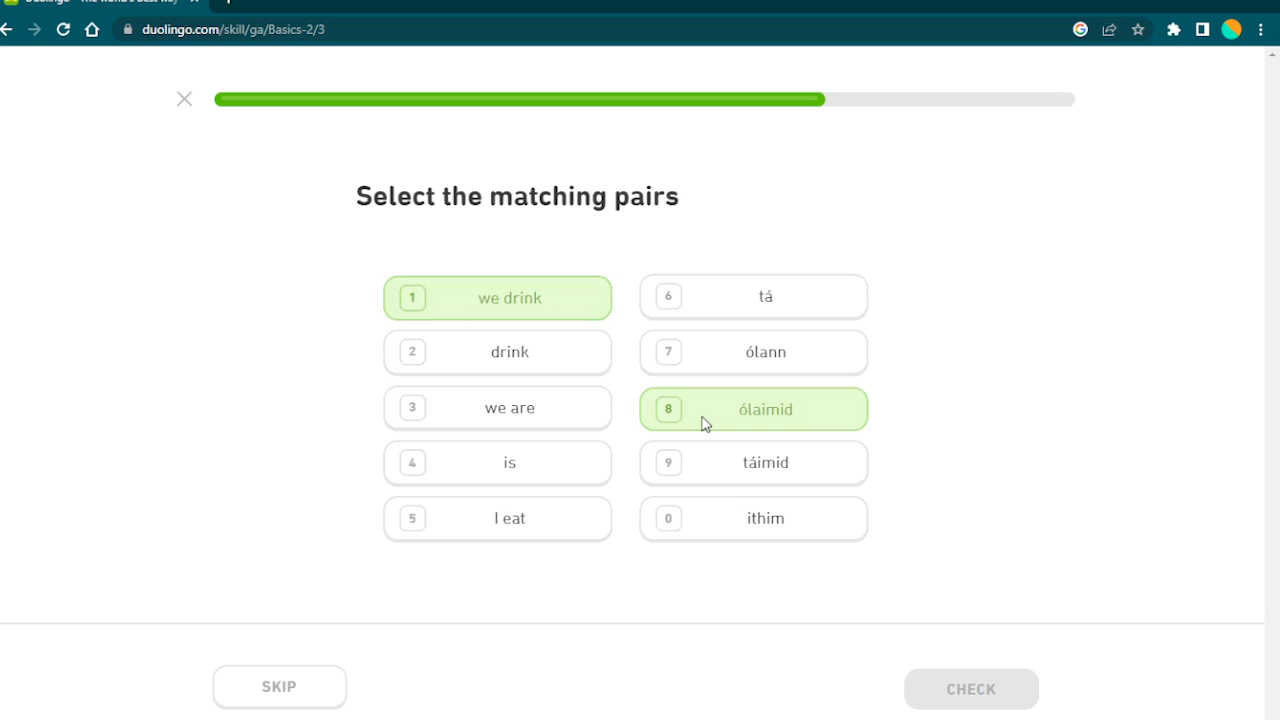 duolingo.com/skill/ga/Basics-2/3
Select the matching pairs
1 we drink
6 tá
2 drink
7 ólann
3 we are
8 ólaimid
4 is
9 táimid
5 I eat
0 ithim
SKIP
CHECK